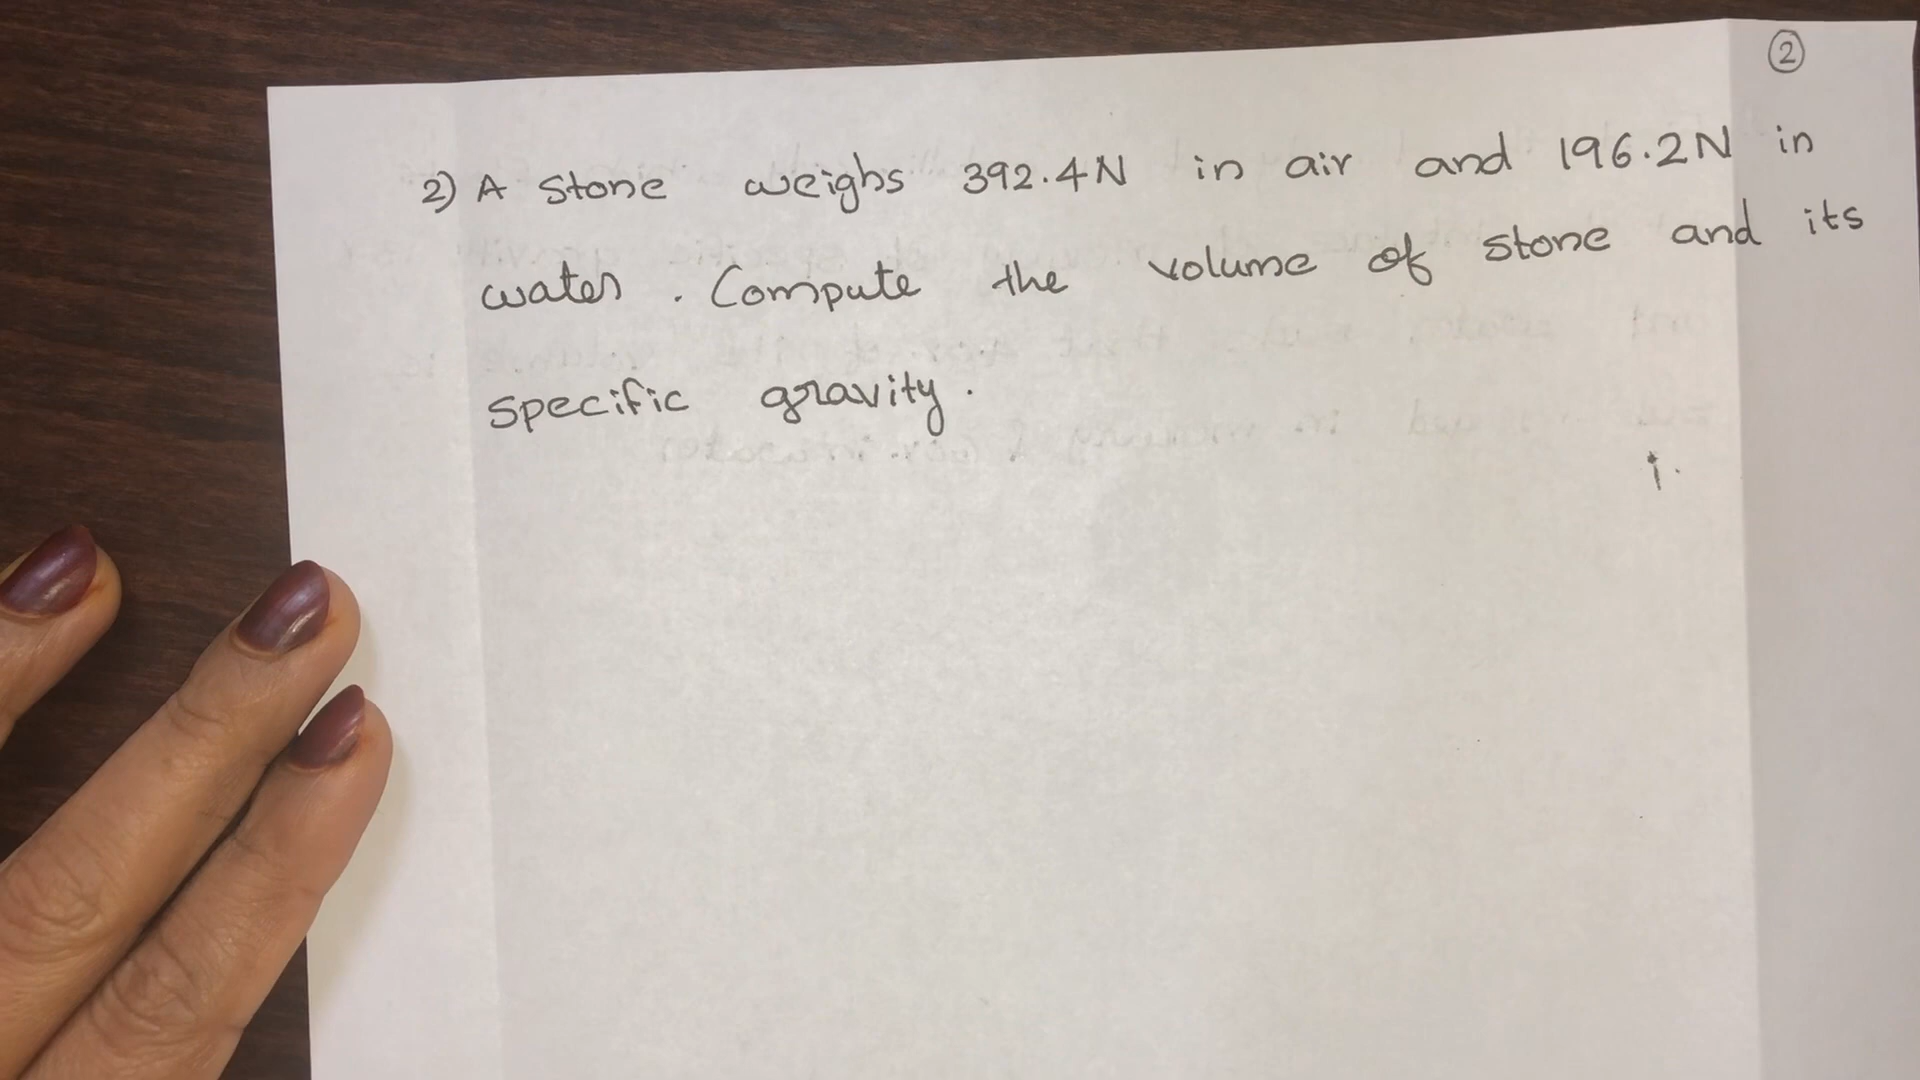 ②
2) A stone weighs 392.4N in air and 196.2N in
water. Compute the volume of stone and its
specific gravity.